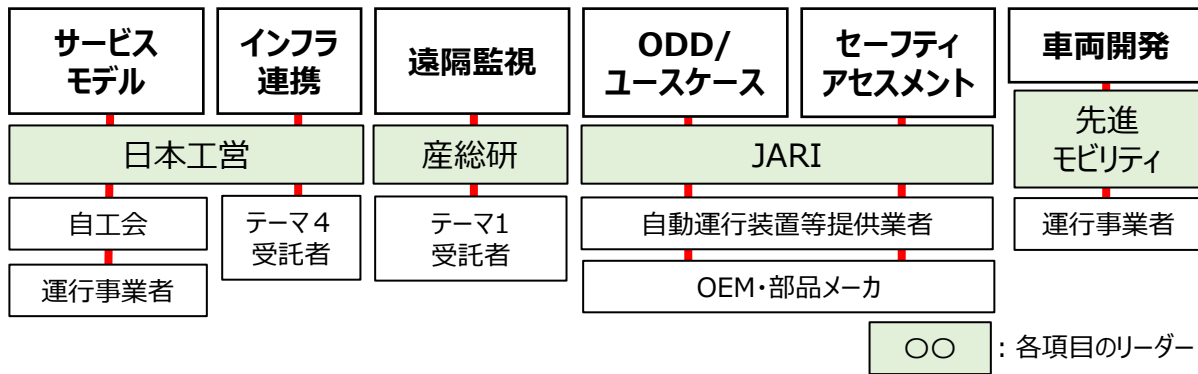 サービス
モデル
インフラ
連携
遠隔監視
ODD/
ユースケース
セーフティ
アセスメント
車両開発
日本工営
産総研
JARI
先進
モビリティ
自工会
テーマ４
受託者
テーマ1
受託者
自動運行装置等提供業者
運行事業者
運行事業者
OEM・部品メーカ
○○
：各項目のリーダー